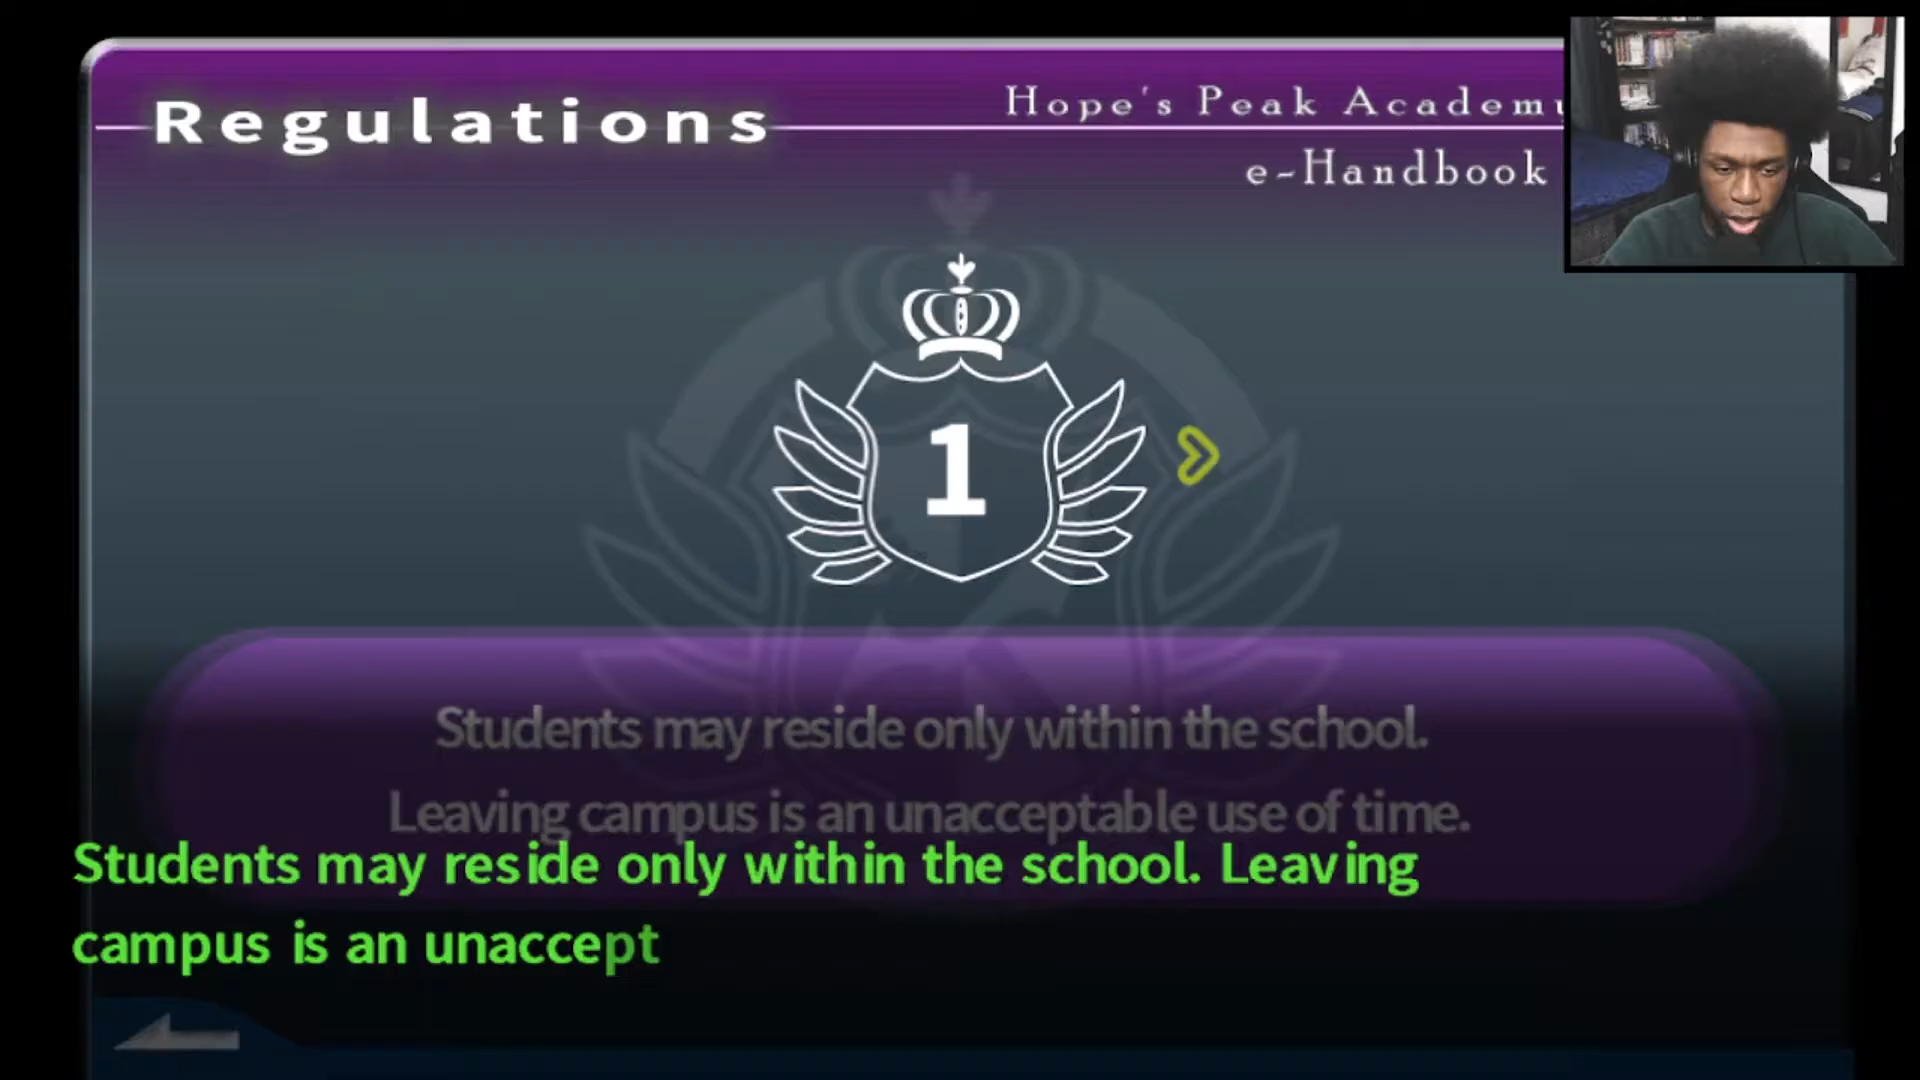 Regulations
Hope's Peak Academy
e-Handbook
1
Students may reside only within the school.
Leaving campus is an unacceptable use of time.
Students may reside only within the school. Leaving
campus is an unaccept